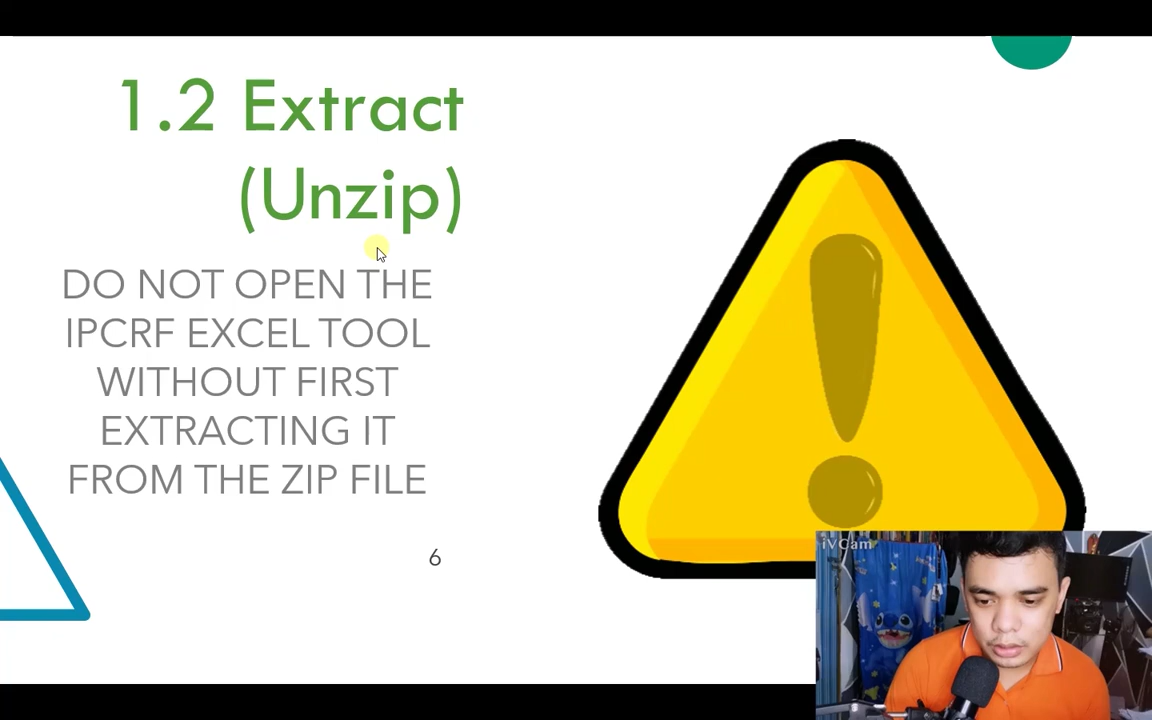 1.2 Extract
(Unzip)
DO NOT OPEN THE
IPCRF EXCEL TOOL
WITHOUT FIRST
EXTRACTING IT
FROM THE ZIP FILE
6
iVCam